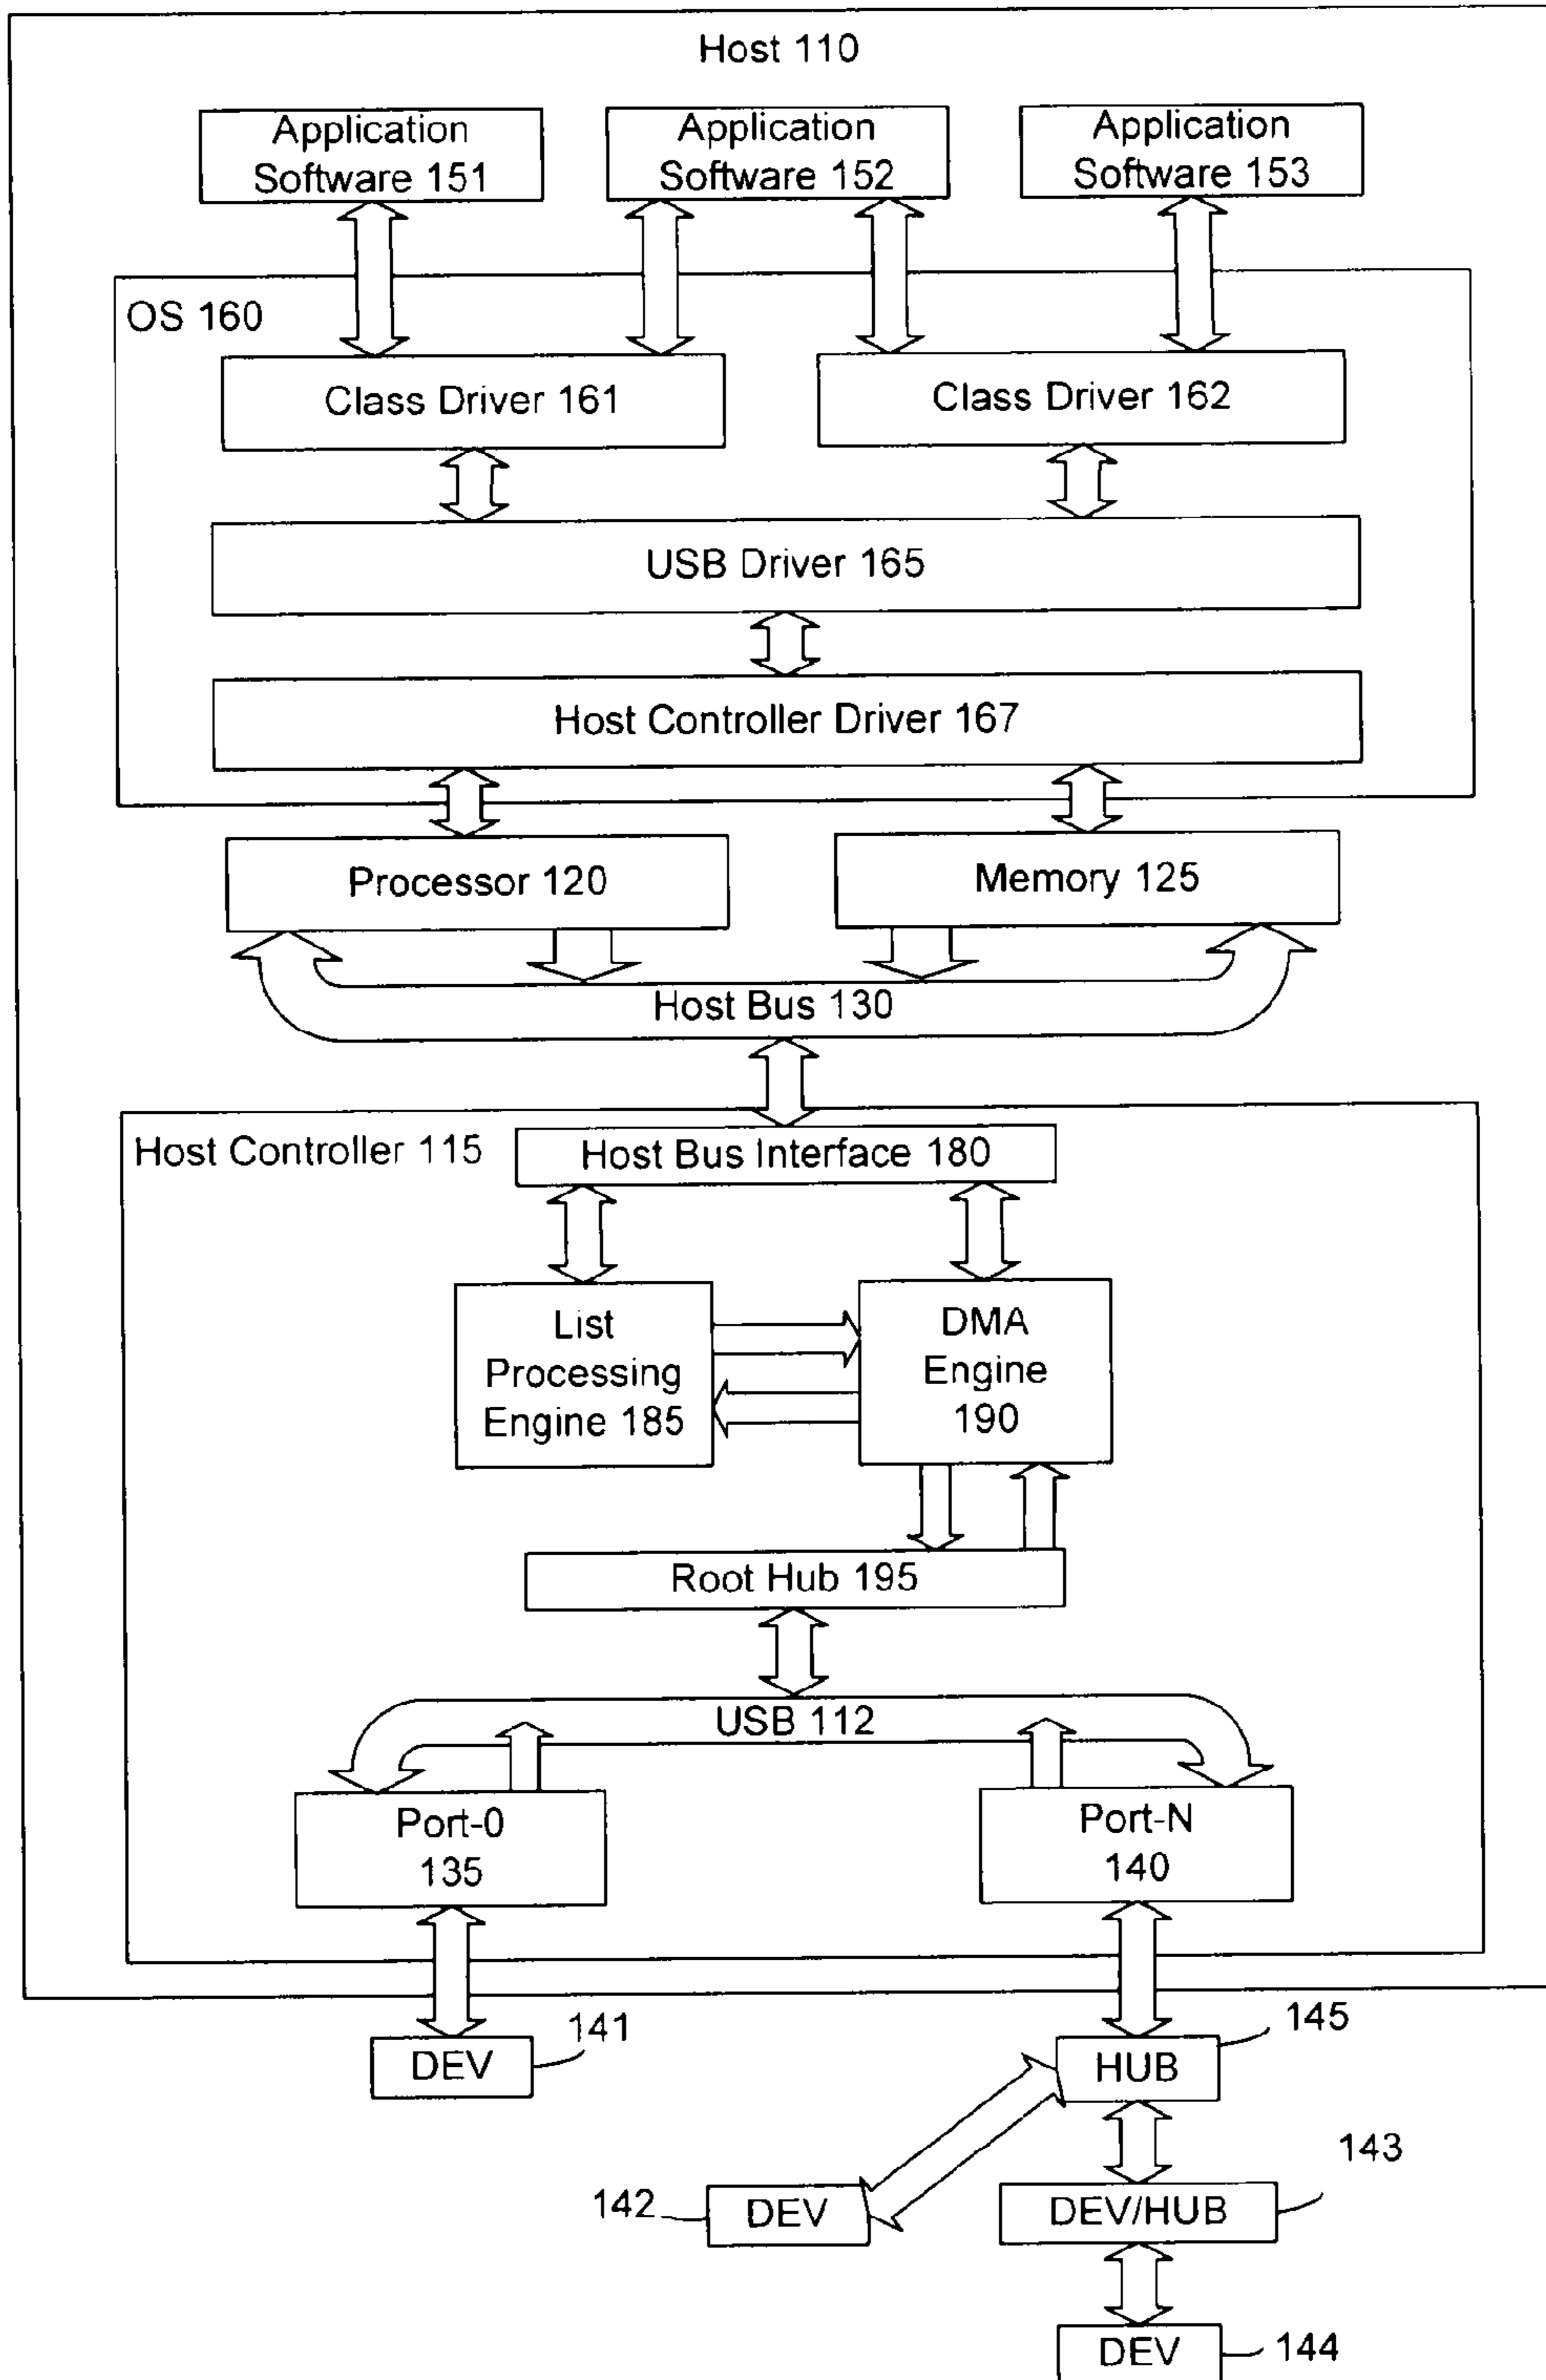 Host 110
Application
Software 151
Application
Software 152
Application
Software 153
OS 160
Class Driver 161
Class Driver 162
USB Driver 165
Host Controller Driver 167
Processor 120
Memory 125
Host Bus 130
Host Controller 115
Host Bus Interface 180
List
Processing
Engine 185
DMA
Engine
190
Root Hub 195
USB 112
Port-0
135
Port-N
140
141
DEV
145
HUB
143
142
DEV
DEV/HUB
DEV
144